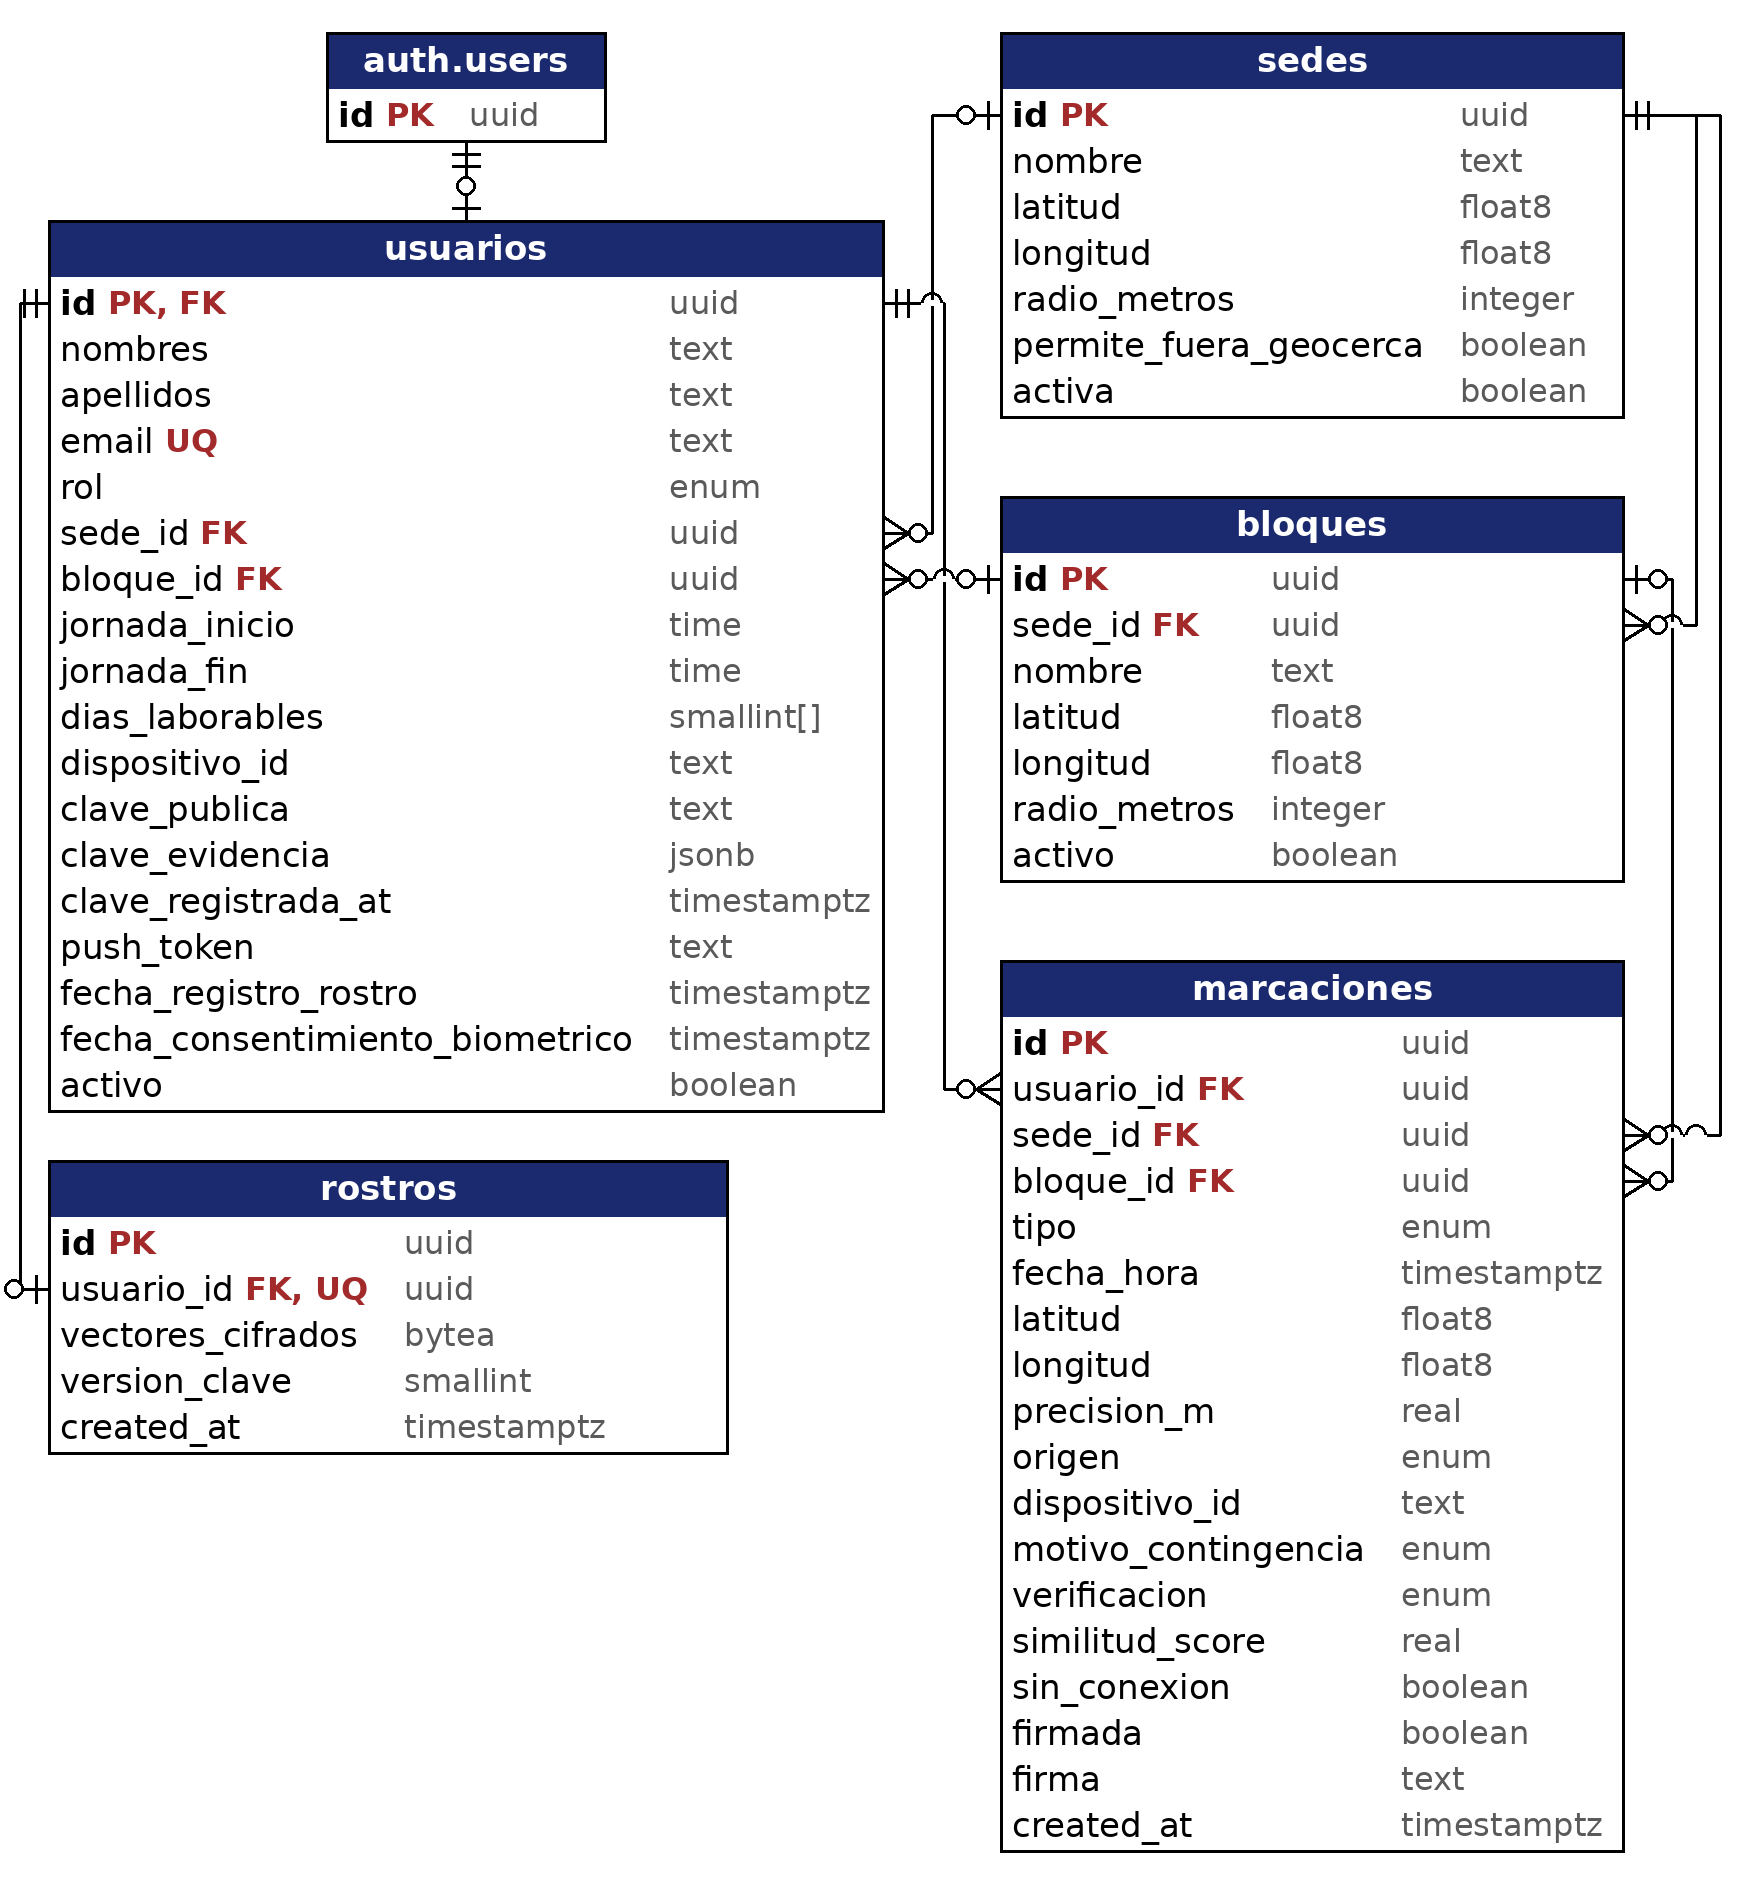 auth.users
id PK uuid
usuarios
id PK, FK uuid
nombres text
apellidos text
email UQ text
rol enum
sede_id FK uuid
bloque_id FK uuid
jornada_inicio time
jornada_fin time
dias_laborables smallint[]
dispositivo_id text
clave_publica text
clave_evidencia jsonb
clave_registrada_at timestamptz
push_token text
fecha_registro_rostro timestamptz
fecha_consentimiento_biometrico timestamptz
activo boolean
rostros
id PK uuid
usuario_id FK, UQ uuid
vectores_cifrados bytea
version_clave smallint
created_at timestamptz
sedes
id PK uuid
nombre text
latitud float8
longitud float8
radio_metros integer
permite_fuera_geocerca boolean
activa boolean
bloques
id PK uuid
sede_id FK uuid
nombre text
latitud float8
longitud float8
radio_metros integer
activo boolean
marcaciones
id PK uuid
usuario_id FK uuid
sede_id FK uuid
bloque_id FK uuid
tipo enum
fecha_hora timestamptz
latitud float8
longitud float8
precision_m real
origen enum
dispositivo_id text
motivo_contingencia enum
verificacion enum
similitud_score real
sin_conexion boolean
firmada boolean
firma text
created_at timestamptz